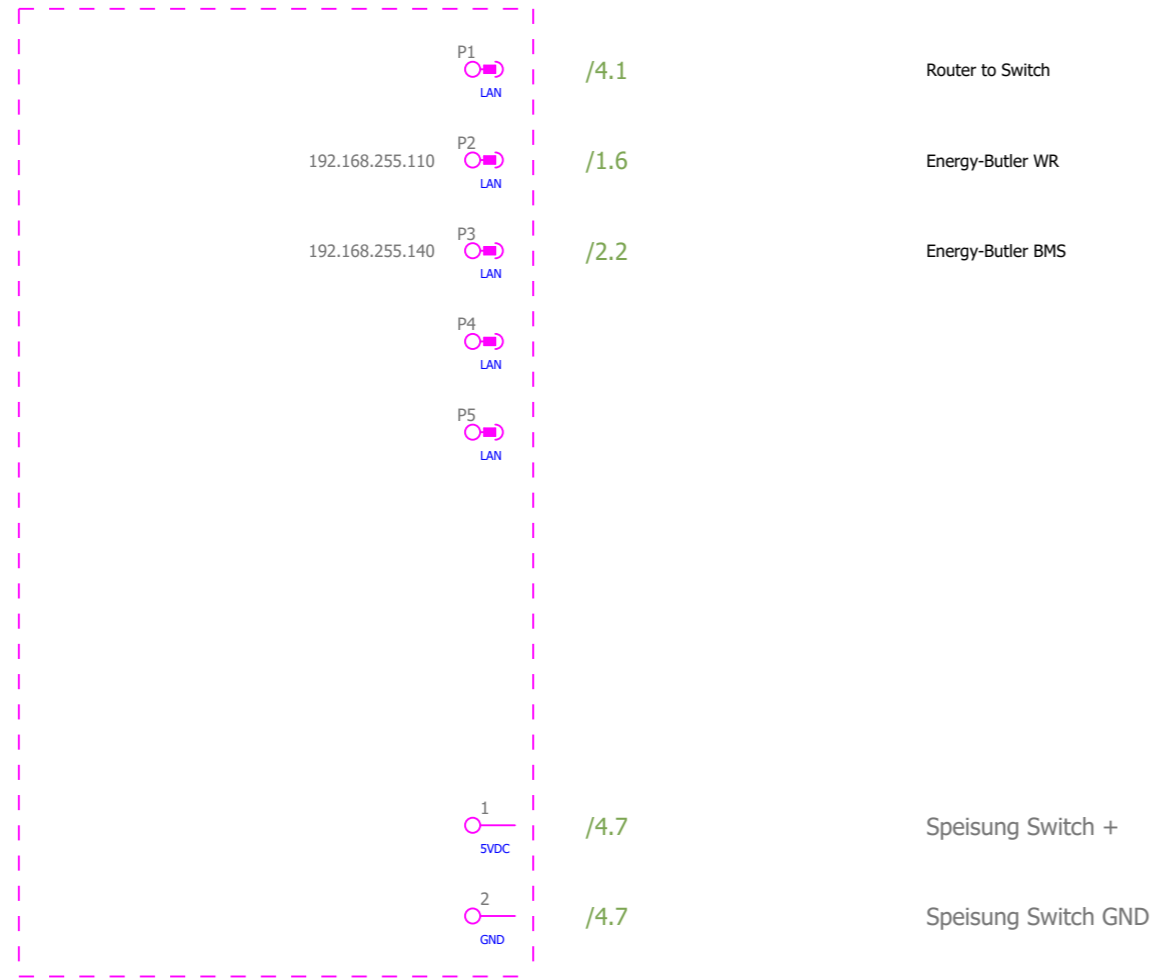 P1
LAN
/4.1
Router to Switch
192.168.255.110
P2
LAN
/1.6
Energy-Butler WR
192.168.255.140
P3
LAN
/2.2
Energy-Butler BMS
P4
LAN
P5
LAN
1
5VDC
/4.7
Speisung Switch +
2
GND
/4.7
Speisung Switch GND